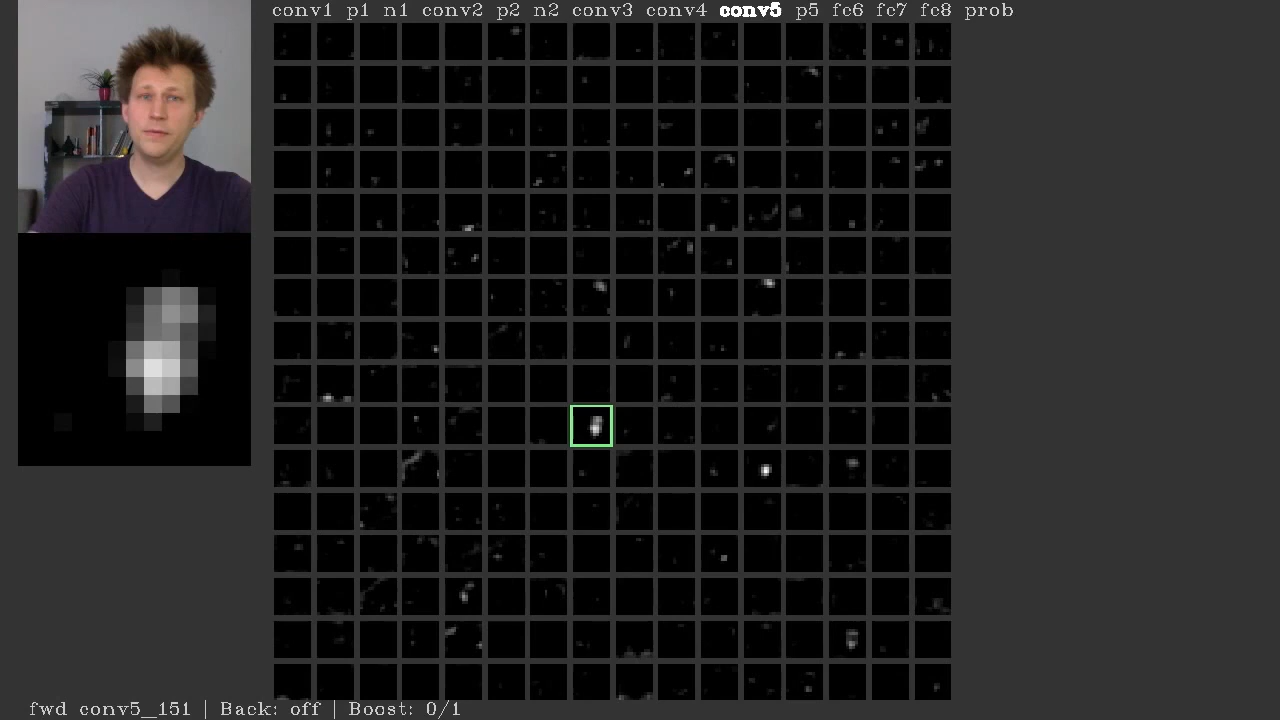 conv1 p1 n1 conv2 p2 n2 conv3 conv4 conv5 p5 fc6 fc7 fc8 prob
fwd conv5_151 | Back: off | Boost: 0/1